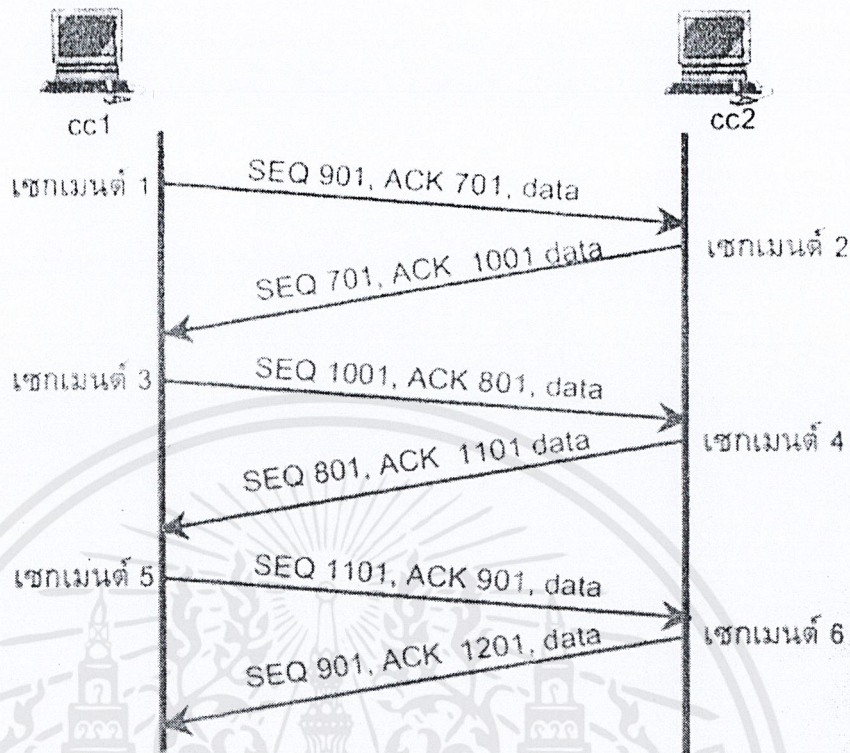 cc1
cc2
เซกเมนต์ 1
SEQ 901, ACK 701, data
เซกเมนต์ 2
SEQ 701, ACK 1001 data
เซกเมนต์ 3
SEQ 1001, ACK 801, data
เซกเมนต์ 4
SEQ 801, ACK 1101 data
เซกเมนต์ 5
SEQ 1101, ACK 901, data
เซกเมนต์ 6
SEQ 901, ACK 1201, data